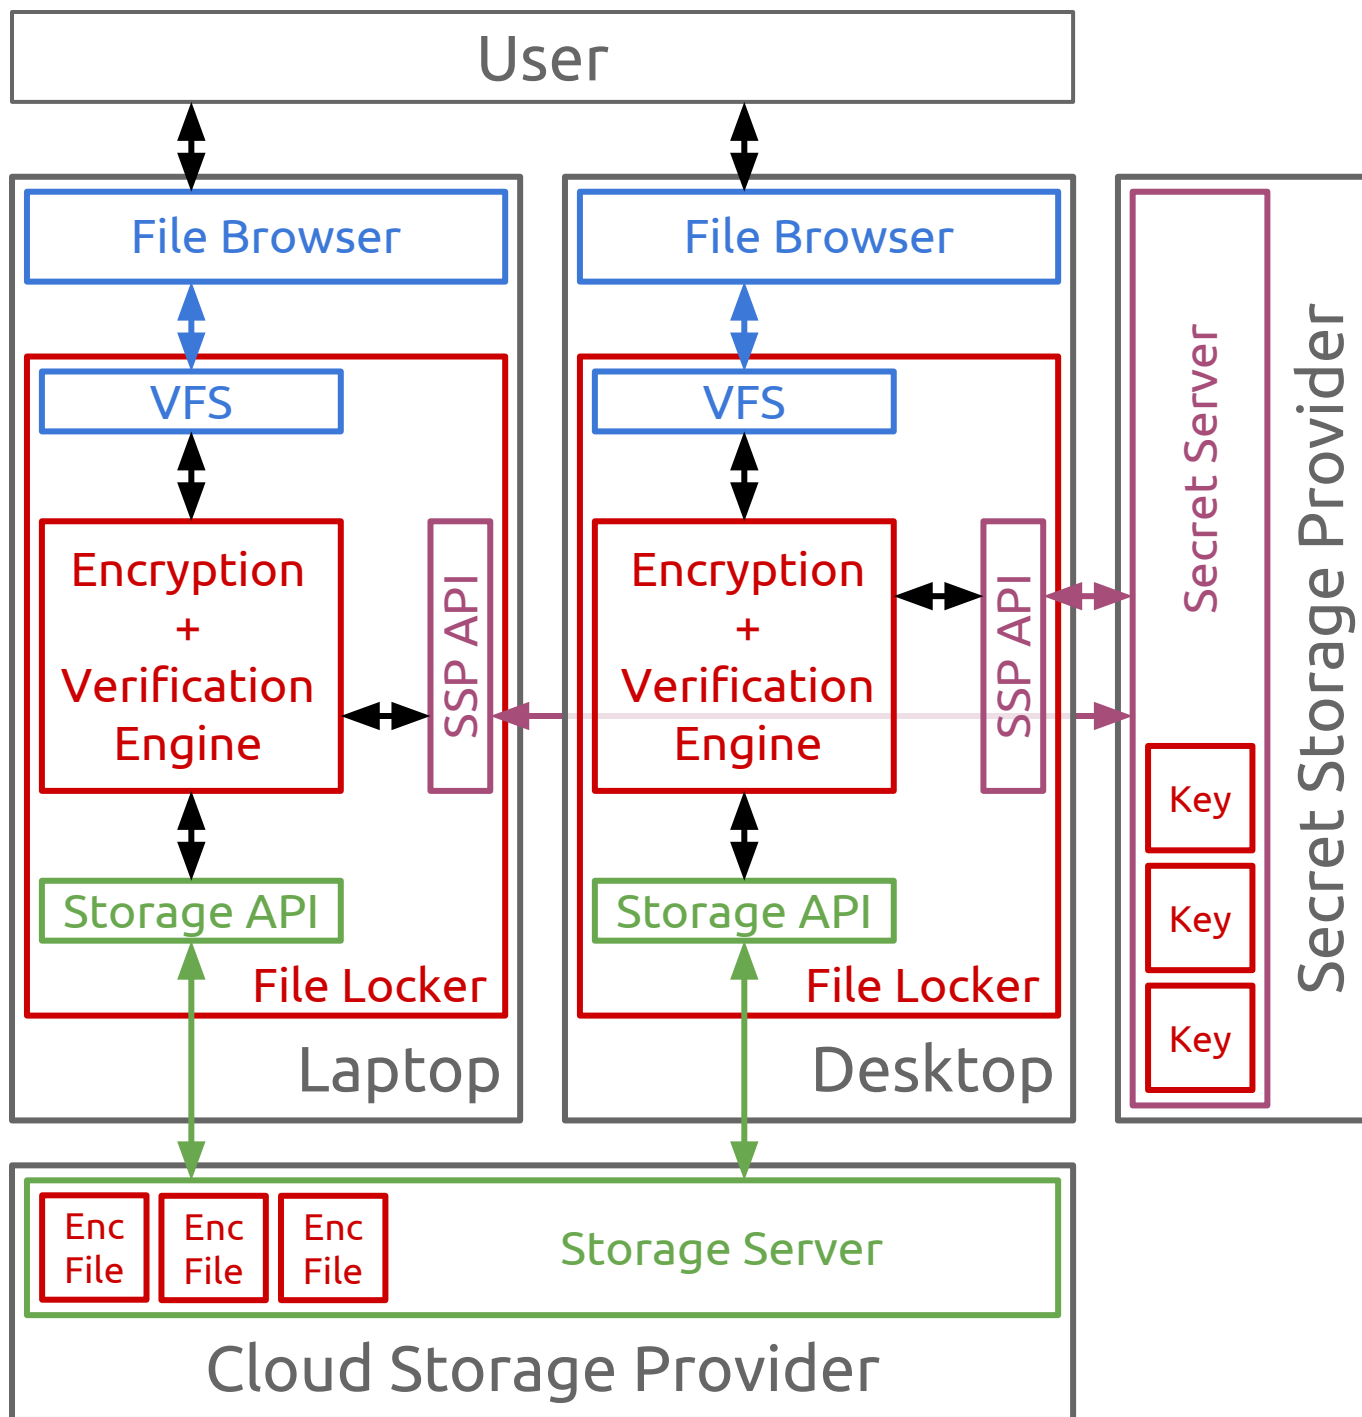 User
File Browser
VFS
Encryption
+
Verification
Engine
SSP API
Storage API
File Locker
Laptop
File Browser
VFS
Encryption
+
Verification
Engine
SSP API
Storage API
File Locker
Desktop
Secret Server
Key
Key
Key
Secret Storage Provider
Enc
File
Enc
File
Enc
File
Storage Server
Cloud Storage Provider